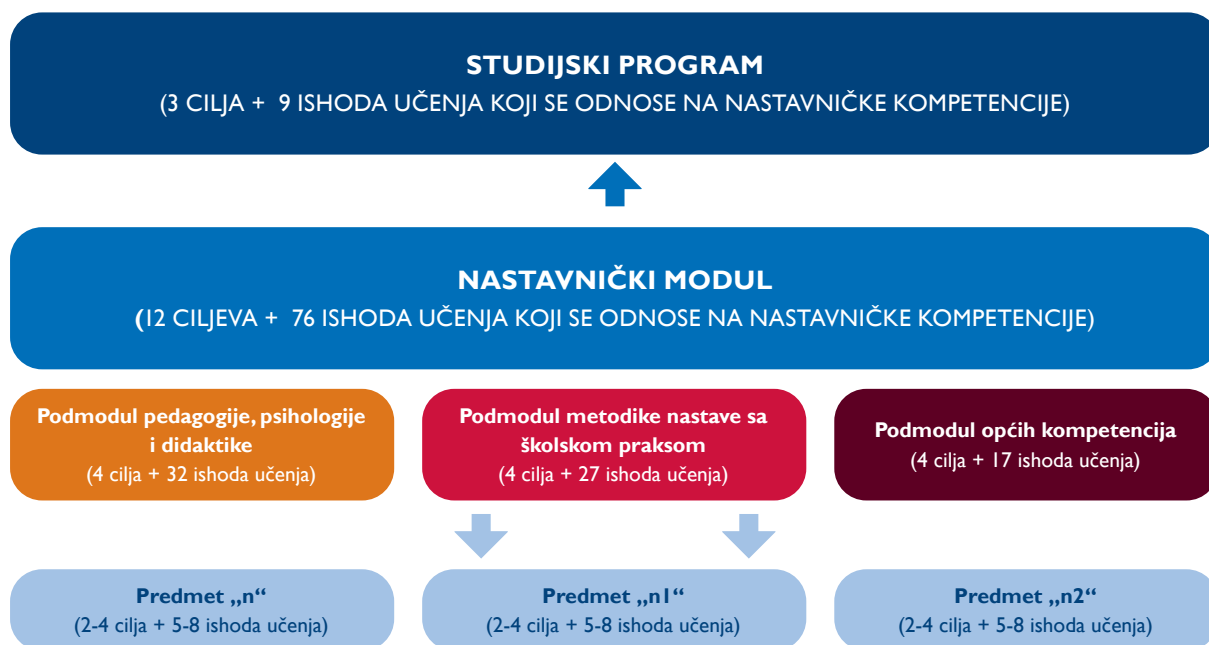 STUDIJSKI PROGRAM
(3 CILJA + 9 ISHODA UČENJA KOJI SE ODNOSE NA NASTAVNIČKE KOMPETENCIJE)
NASTAVNIČKI MODUL
(12 CILJEVA + 76 ISHODA UČENJA KOJI SE ODNOSE NA NASTAVNIČKE KOMPETENCIJE)
Podmodul pedagogije, psihologije
i didaktike
(4 cilja + 32 ishoda učenja)
Podmodul metodike nastave sa
školskom praksom
(4 cilja + 27 ishoda učenja)
Podmodul općih kompetencija
(4 cilja + 17 ishoda učenja)
Predmet „n“
(2-4 cilja + 5-8 ishoda učenja)
Predmet „n1“
(2-4 cilja + 5-8 ishoda učenja)
Predmet „n2“
(2-4 cilja + 5-8 ishoda učenja)